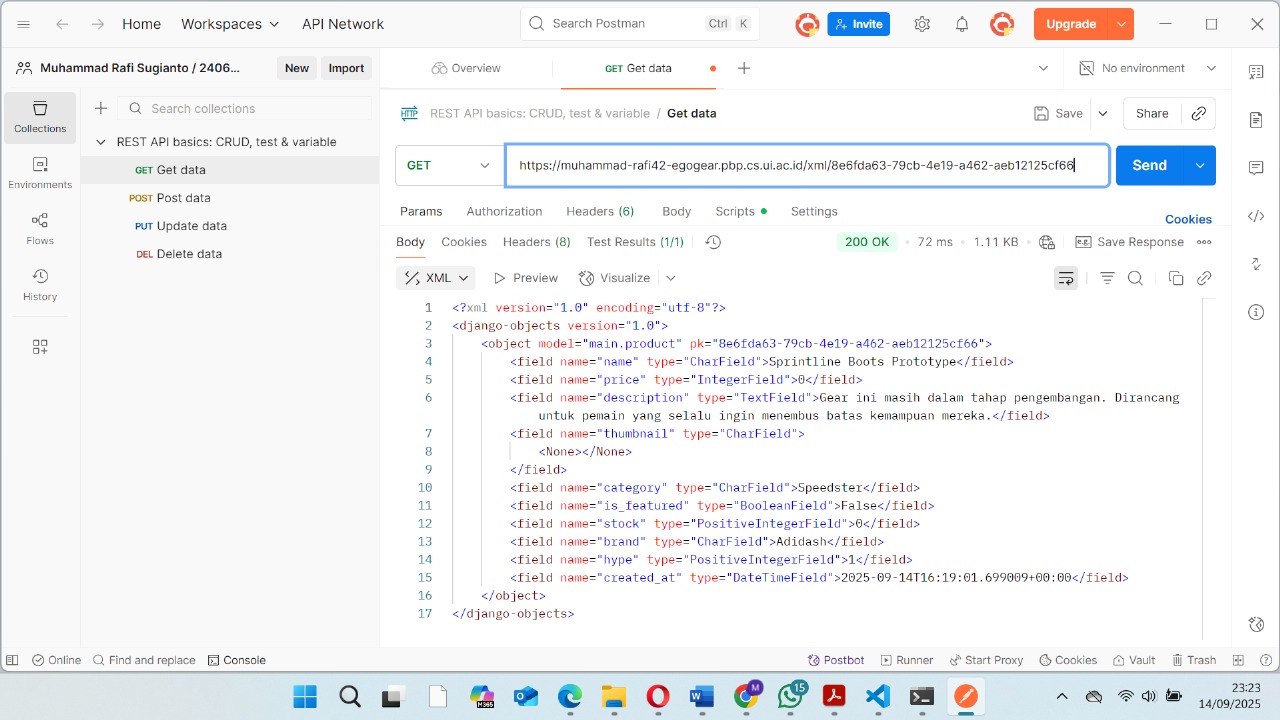 Home Workspaces API Network Search Postman Ctrl K Invite Upgrade
Muhammad Rafi Sugianto / 2406... New Import Overview GET Get data No environment
Collections
Environments
Flows
History
Search collections
REST API basics: CRUD, test & variable
GET Get data
POST Post data
PUT Update data
DEL Delete data
HTTP REST API basics: CRUD, test & variable / Get data Save Share
GET https://muhammad-rafi42-egogear.pbp.cs.ui.ac.id/xml/8e6fda63-79cb-4e19-a462-aeb12125cf66 Send
Params Authorization Headers (6) Body Scripts Settings Cookies
Body Cookies Headers (8) Test Results (1/1) 200 OK • 72 ms • 1.11 KB e.g. Save Response
XML Preview Visualize
1 <?xml version="1.0" encoding="utf-8"?>
2 <django-objects version="1.0">
3 <object model="main.product" pk="8e6fda63-79cb-4e19-a462-aeb12125cf66">
4 <field name="name" type="CharField">Sprintline Boots Prototype</field>
5 <field name="price" type="IntegerField">0</field>
6 <field name="description" type="TextField">Gear ini masih dalam tahap pengembangan. Dirancang
untuk pemain yang selalu ingin menembus batas kemampuan mereka.</field>
7 <field name="thumbnail" type="CharField">
8 <None></None>
9 </field>
10 <field name="category" type="CharField">Speedster</field>
11 <field name="is_featured" type="BooleanField">False</field>
12 <field name="stock" type="PositiveIntegerField">0</field>
13 <field name="brand" type="CharField">Adidash</field>
14 <field name="hype" type="PositiveIntegerField">1</field>
15 <field name="created_at" type="DateTimeField">2025-09-14T16:19:01.699009+00:00</field>
16 </object>
17 </django-objects>
Online Find and replace Console Postbot Runner Start Proxy Cookies Vault Trash
M365 M 15 23:23
14/09/2025